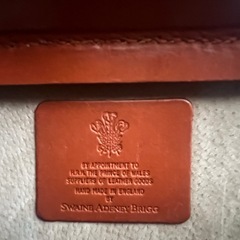 BY APPOINTMENT TO
H.R.H. THE PRINCE OF WALES
SUPPLIERS OF LEATHER GOODS
HAND MADE IN ENGLAND
BY
SWAINE ADENEY BRIGG